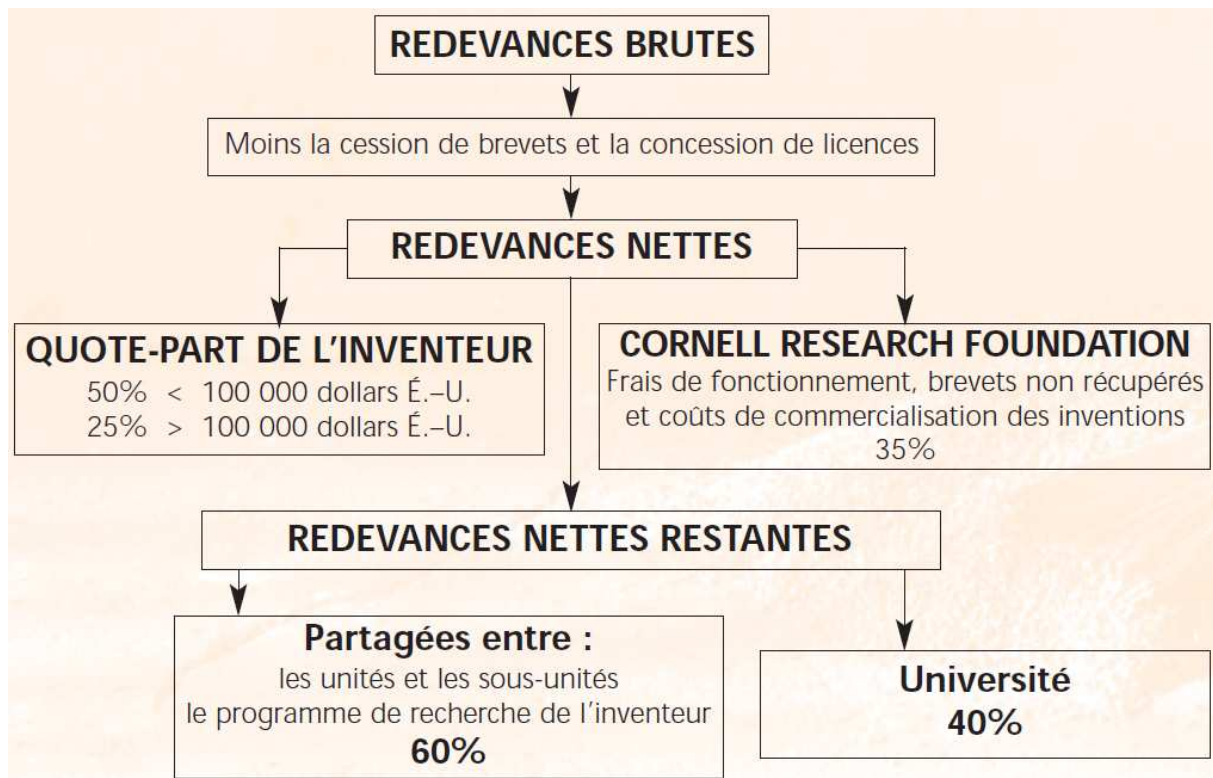 REDEVANCES BRUTES
Moins la cession de brevets et la concession de licences
REDEVANCES NETTES
QUOTE-PART DE L'INVENTEUR
50% < 100 000 dollars É.–U.
25% > 100 000 dollars É.–U.
CORNELL RESEARCH FOUNDATION
Frais de fonctionnement, brevets non récupérés
et coûts de commercialisation des inventions
35%
REDEVANCES NETTES RESTANTES
Partagées entre :
les unités et les sous-unités
le programme de recherche de l'inventeur
60%
Université
40%